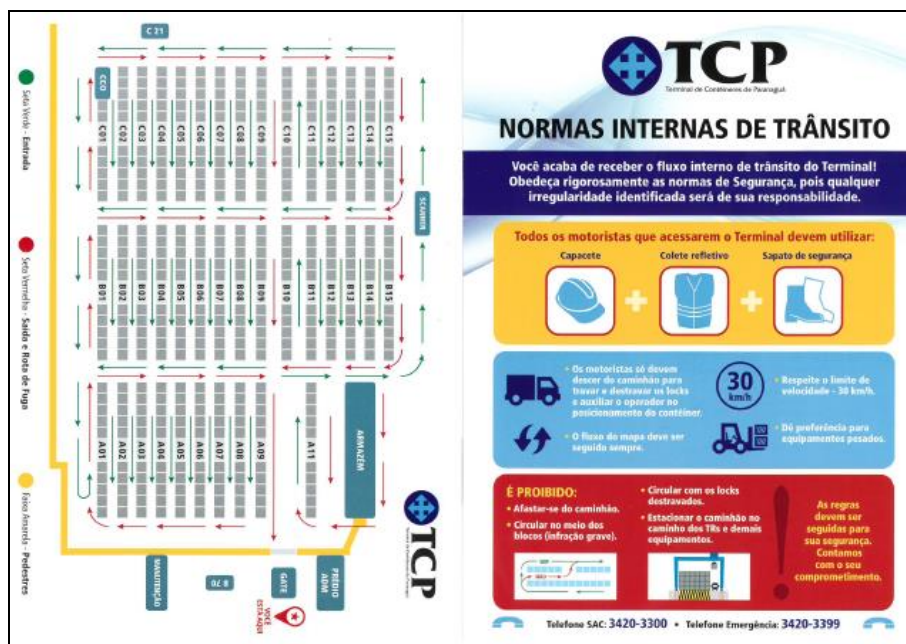 C 21
CCO
C01
C02
C03
C04
C05
C06
C07
C08
C09
C10
C11
C12
C13
C14
C15
SCANNER
B01
B02
B03
B04
B05
B06
B07
B08
B09
B10
B11
B12
B13
B14
B15
A01
A02
A03
A04
A05
A06
A07
A08
A09
A11
ARMAZÉM
MANUTENÇÃO
B 70
GATE
PRÉDIO
ADM
VOCÊ
ESTÁ AQUI
Seta Verde - Entrada
Seta Vermelha - Saída e Rota de Fuga
Faixa Amarela - Pedestres
TCP
TCP
Terminal de Contêineres de Paranaguá
NORMAS INTERNAS DE TRÂNSITO
Você acaba de receber o fluxo interno de trânsito do Terminal!
Obedeça rigorosamente as normas de Segurança, pois qualquer
irregularidade identificada será de sua responsabilidade.
Todos os motoristas que acessarem o Terminal devem utilizar:
Capacete
Colete refletivo
Sapato de segurança
• Os motoristas só devem
descer do caminhão para
travar e destravar os locks
e auxiliar o operador no
posicionamento do contêiner.
• O fluxo do mapa deve ser
seguido sempre.
30
km/h
• Respeite o limite de
velocidade - 30 km/h.
• Dê preferência para
equipamentos pesados.
É PROIBIDO:
• Afastar-se do caminhão.
• Circular no meio dos
blocos (infração grave).
• Circular com os locks
destravados.
• Estacionar o caminhão no
caminho dos TRs e demais
equipamentos.
As regras
devem ser
seguidas para
sua segurança.
Contamos
com o seu
comprometimento.
Telefone SAC: 3420-3300 • Telefone Emergência: 3420-3399